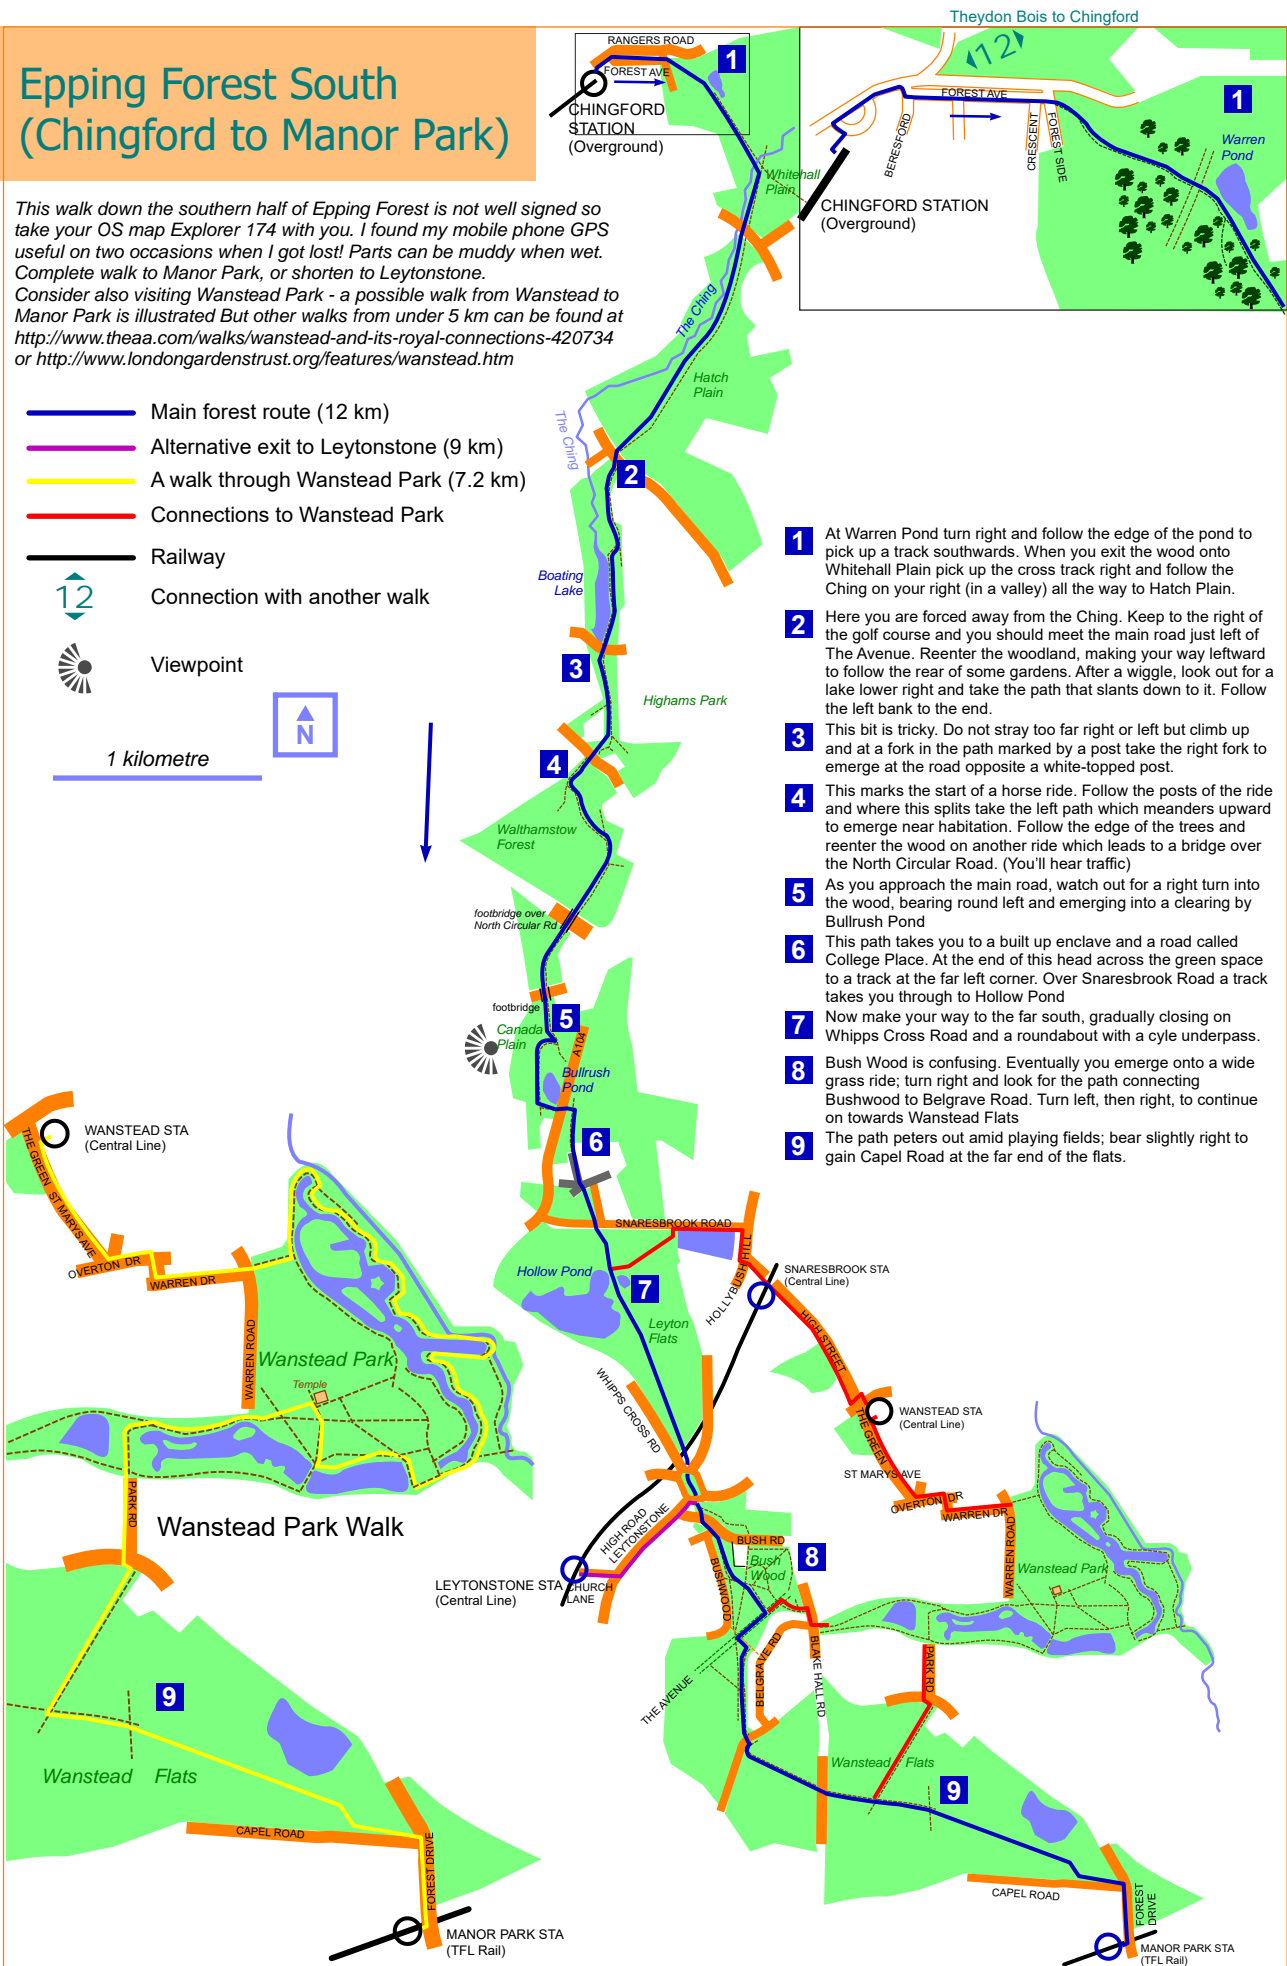 Theydon Bois to Chingford
Epping Forest South
(Chingford to Manor Park)
This walk down the southern half of Epping Forest is not well signed so
take your OS map Explorer 174 with you. I found my mobile phone GPS
useful on two occasions when I got lost! Parts can be muddy when wet.
Complete walk to Manor Park, or shorten to Leytonstone.
Consider also visiting Wanstead Park - a possible walk from Wanstead to
Manor Park is illustrated But other walks from under 5 km can be found at
http://www.theaa.com/walks/wanstead-and-its-royal-connections-420734
or http://www.londongardenstrust.org/features/wanstead.htm
Main forest route (12 km)
Alternative exit to Leytonstone (9 km)
A walk through Wanstead Park (7.2 km)
Connections to Wanstead Park
Railway
12
Connection with another walk
Viewpoint
N
1 kilometre
RANGERS ROAD
FOREST AVE
1
CHINGFORD
STATION
(Overground)
Whitehall
Plain
12
FOREST AVE
BERESFORD
CRESCENT
FOREST SIDE
1
Warren
Pond
CHINGFORD STATION
(Overground)
The Ching
Hatch
Plain
The Ching
2
Boating
Lake
3
Highams Park
4
Walthamstow
Forest
footbridge over
North Circular Rd
footbridge
5
Canada
Plain
A104
Bullrush
Pond
6
SNARESBROOK ROAD
Hollow Pond
7
Leyton
Flats
HOLLYBUSH HILL
SNARESBROOK STA
(Central Line)
HIGH STREET
WHIPPS CROSS RD
WANSTEAD STA
(Central Line)
THE GREEN
ST MARYS AVE
OVERTON DR
WARREN DR
WARREN ROAD
Wanstead Park
HIGH ROAD
LEYTONSTONE
LEYTONSTONE STA
(Central Line)
CHURCH
LANE
BUSH RD
Bush
Wood
8
BUSHWOOD
BELGRAVE RD
BLAKE HALL RD
THE AVENUE
PARK RD
Wanstead Flats
9
CAPEL ROAD
FOREST
DRIVE
MANOR PARK STA
(TFL Rail)
1 At Warren Pond turn right and follow the edge of the pond to
pick up a track southwards. When you exit the wood onto
Whitehall Plain pick up the cross track right and follow the
Ching on your right (in a valley) all the way to Hatch Plain.
2 Here you are forced away from the Ching. Keep to the right of
the golf course and you should meet the main road just left of
The Avenue. Reenter the woodland, making your way leftward
to follow the rear of some gardens. After a wiggle, look out for a
lake lower right and take the path that slants down to it. Follow
the left bank to the end.
3 This bit is tricky. Do not stray too far right or left but climb up
and at a fork in the path marked by a post take the right fork to
emerge at the road opposite a white-topped post.
4 This marks the start of a horse ride. Follow the posts of the ride
and where this splits take the left path which meanders upward
to emerge near habitation. Follow the edge of the trees and
reenter the wood on another ride which leads to a bridge over
the North Circular Road. (You'll hear traffic)
5 As you approach the main road, watch out for a right turn into
the wood, bearing round left and emerging into a clearing by
Bullrush Pond
6 This path takes you to a built up enclave and a road called
College Place. At the end of this head across the green space
to a track at the far left corner. Over Snaresbrook Road a track
takes you through to Hollow Pond
7 Now make your way to the far south, gradually closing on
Whipps Cross Road and a roundabout with a cyle underpass.
8 Bush Wood is confusing. Eventually you emerge onto a wide
grass ride; turn right and look for the path connecting
Bushwood to Belgrave Road. Turn left, then right, to continue
on towards Wanstead Flats
9 The path peters out amid playing fields; bear slightly right to
gain Capel Road at the far end of the flats.
WANSTEAD STA
(Central Line)
THE GREEN
ST MARYS AVE
OVERTON DR
WARREN DR
WARREN ROAD
Wanstead Park
Temple
PARK RD
Wanstead Park Walk
9
Wanstead Flats
CAPEL ROAD
FOREST DRIVE
MANOR PARK STA
(TFL Rail)